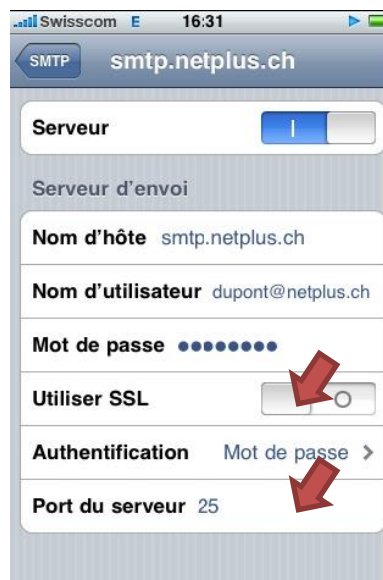 Swisscom E 16:31
SMTP smtp.netplus.ch
Serveur
Serveur d'envoi
Nom d'hôte smtp.netplus.ch
Nom d'utilisateur dupont@netplus.ch
Mot de passe ●●●●●●●●
Utiliser SSL
Authentification Mot de passe
Port du serveur 25